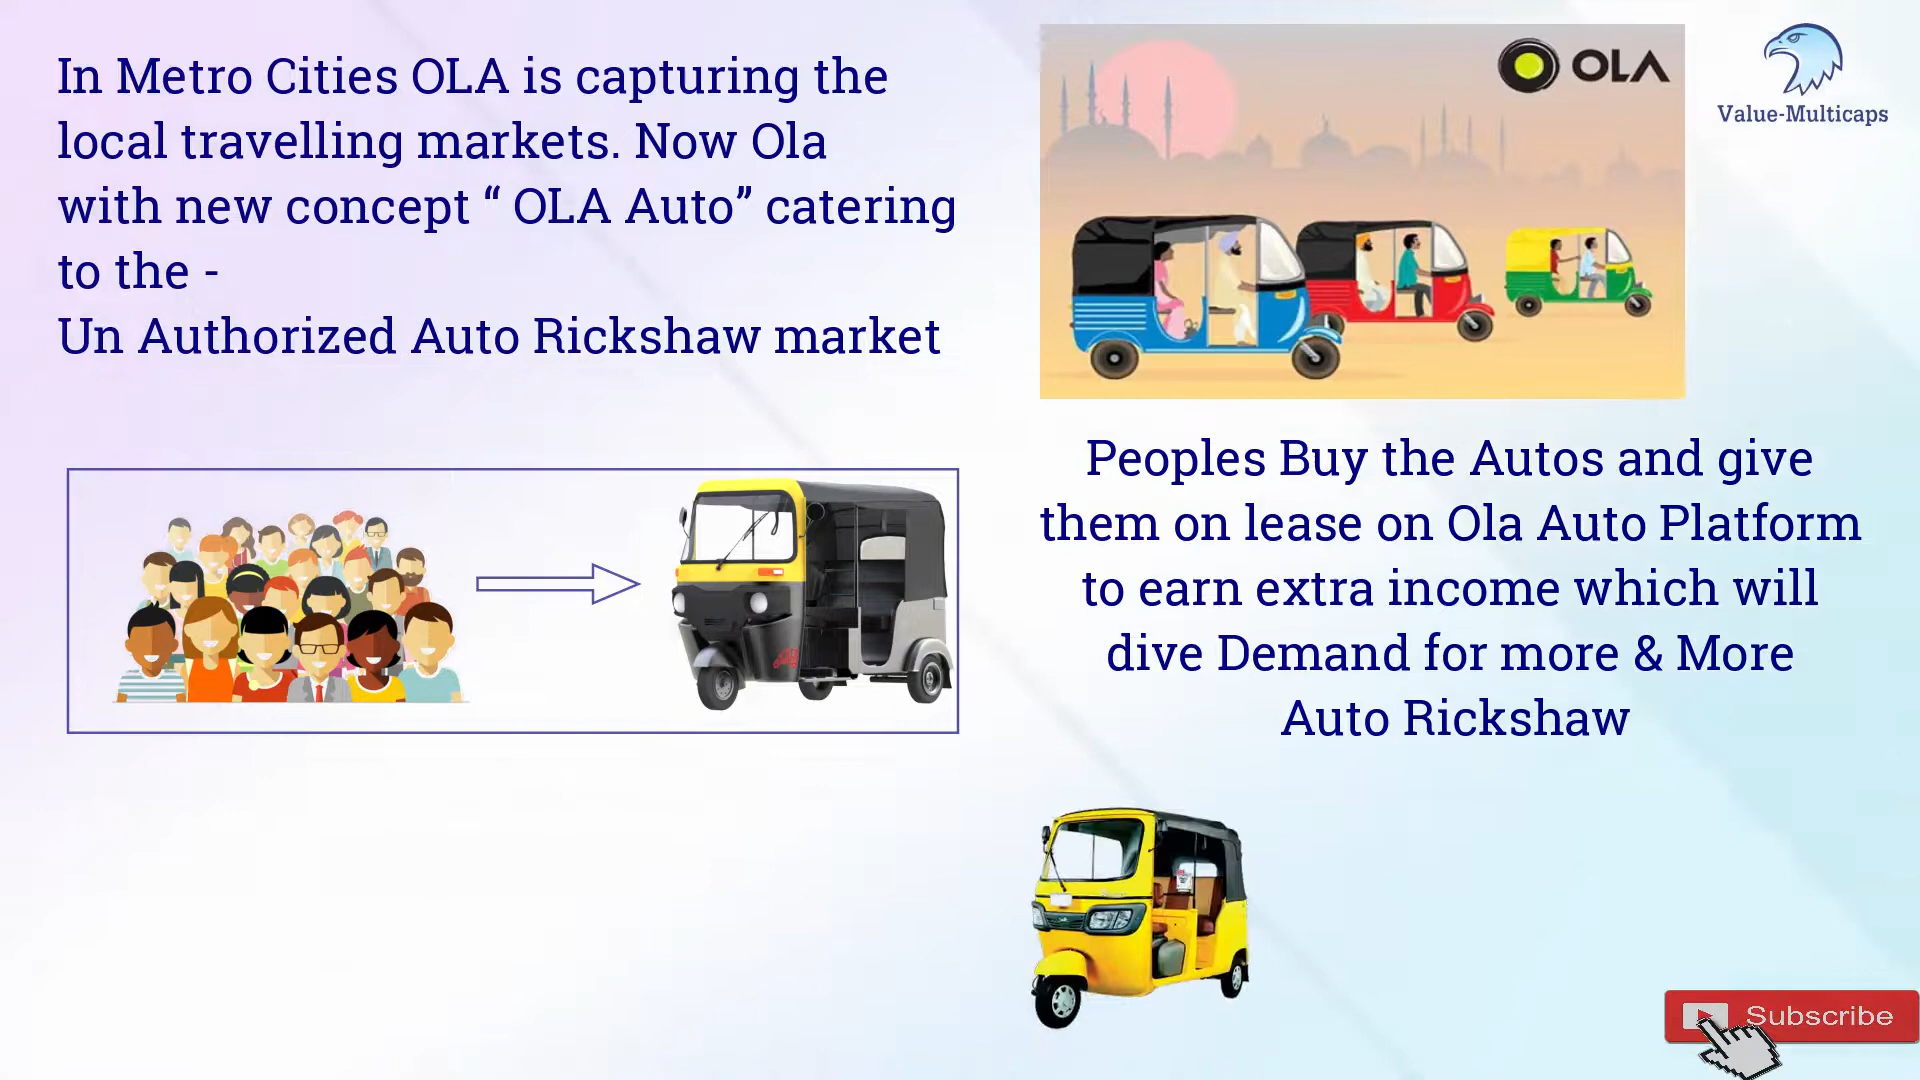 In Metro Cities OLA is capturing the
local travelling markets. Now Ola
with new concept “ OLA Auto” catering
to the -
Un Authorized Auto Rickshaw market
OLA
Value-Multicaps
Peoples Buy the Autos and give
them on lease on Ola Auto Platform
to earn extra income which will
dive Demand for more & More
Auto Rickshaw
Subscribe